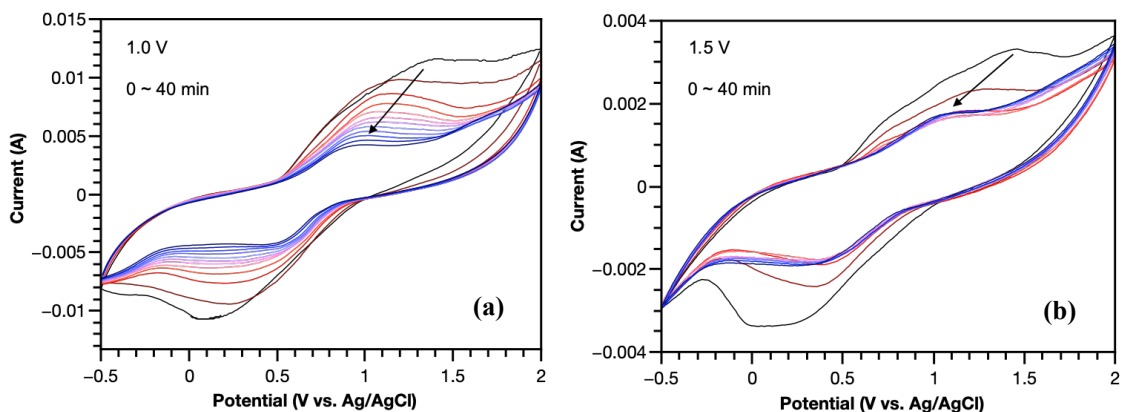 0.015
0.01
0.005
0
−0.005
−0.01
Current (A)
1.0 V
0 ~ 40 min
(a)
−0.5 0 0.5 1 1.5 2
Potential (V vs. Ag/AgCl)
0.004
0.002
0
−0.002
−0.004
Current (A)
1.5 V
0 ~ 40 min
(b)
−0.5 0 0.5 1 1.5 2
Potential (V vs. Ag/AgCl)